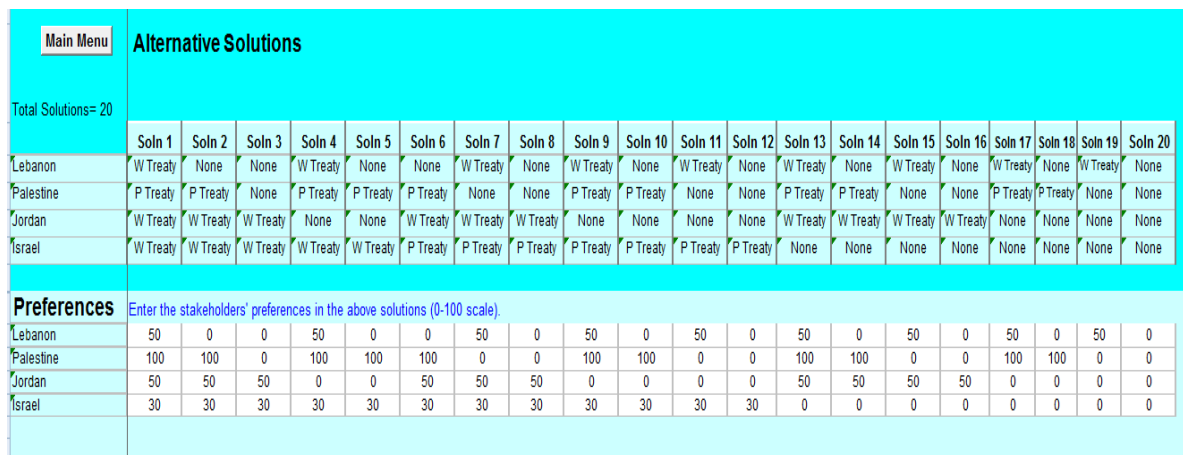 Main Menu
Alternative Solutions
Total Solutions= 20
Soln 1 Soln 2 Soln 3 Soln 4 Soln 5 Soln 6 Soln 7 Soln 8 Soln 9 Soln 10 Soln 11 Soln 12 Soln 13 Soln 14 Soln 15 Soln 16 Soln 17 Soln 18 Soln 19 Soln 20
Lebanon W Treaty None None W Treaty None None W Treaty None W Treaty None W Treaty None W Treaty None W Treaty None W Treaty None W Treaty None
Palestine P Treaty P Treaty None P Treaty P Treaty P Treaty None None P Treaty P Treaty None None P Treaty P Treaty None None P Treaty P Treaty None None
Jordan W Treaty W Treaty W Treaty None None W Treaty W Treaty W Treaty None None None None W Treaty W Treaty W Treaty W Treaty None None None None
Israel W Treaty W Treaty W Treaty W Treaty W Treaty P Treaty P Treaty P Treaty P Treaty P Treaty P Treaty P Treaty None None None None None None None None
Preferences Enter the stakeholders' preferences in the above solutions (0-100 scale).
Lebanon 50 0 0 50 0 0 50 0 50 0 50 0 50 0 50 0 50 0 50 0
Palestine 100 100 0 100 100 100 0 0 100 100 0 0 100 100 0 0 100 100 0 0
Jordan 50 50 50 0 0 50 50 50 0 0 0 0 50 50 50 50 0 0 0 0
Israel 30 30 30 30 30 30 30 30 30 30 30 30 0 0 0 0 0 0 0 0